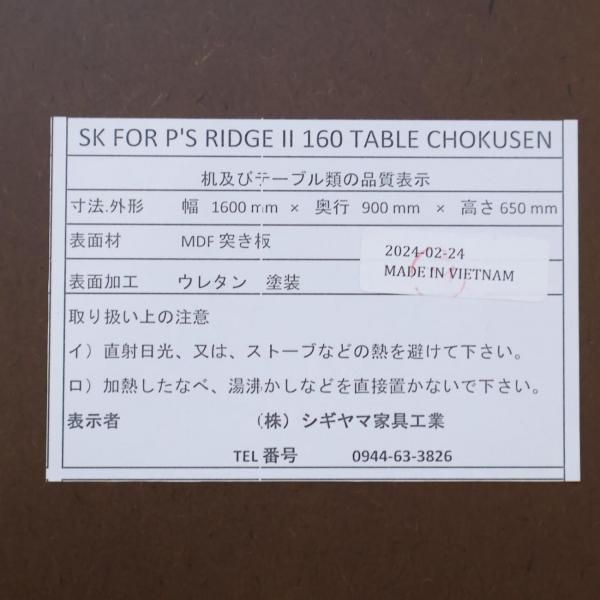 SK FOR P'S RIDGE II 160 TABLE CHOKUSEN
机及びテーブル類の品質表示
寸法.外形 幅 1600 mm × 奥行 900 mm × 高さ 650 mm
表面材 MDF 突き板
2024-02-24
MADE IN VIETNAM
表面加工 ウレタン 塗装
取り扱い上の注意
イ）直射日光、又は、ストーブなどの熱を避けて下さい。
ロ）加熱したなべ、湯沸かしなどを直接置かないで下さい。
表示者 （株）シギヤマ家具工業
TEL 番号 0944-63-3826